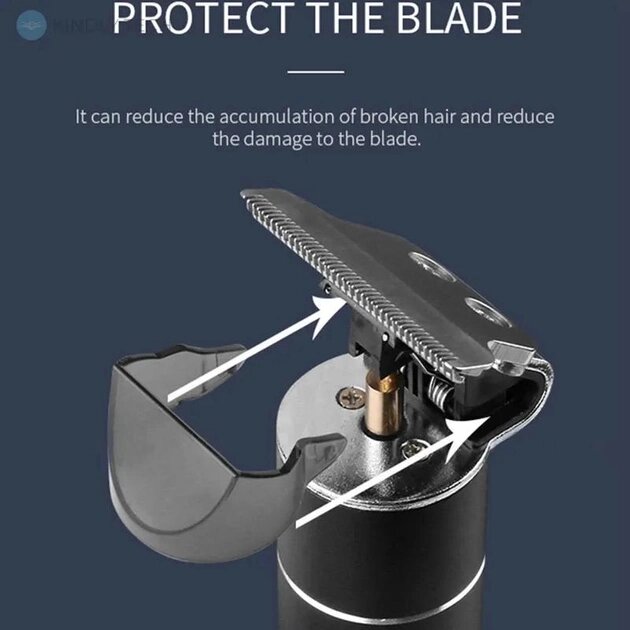 PROTECT THE BLADE
It can reduce the accumulation of broken hair and reduce
the damage to the blade.